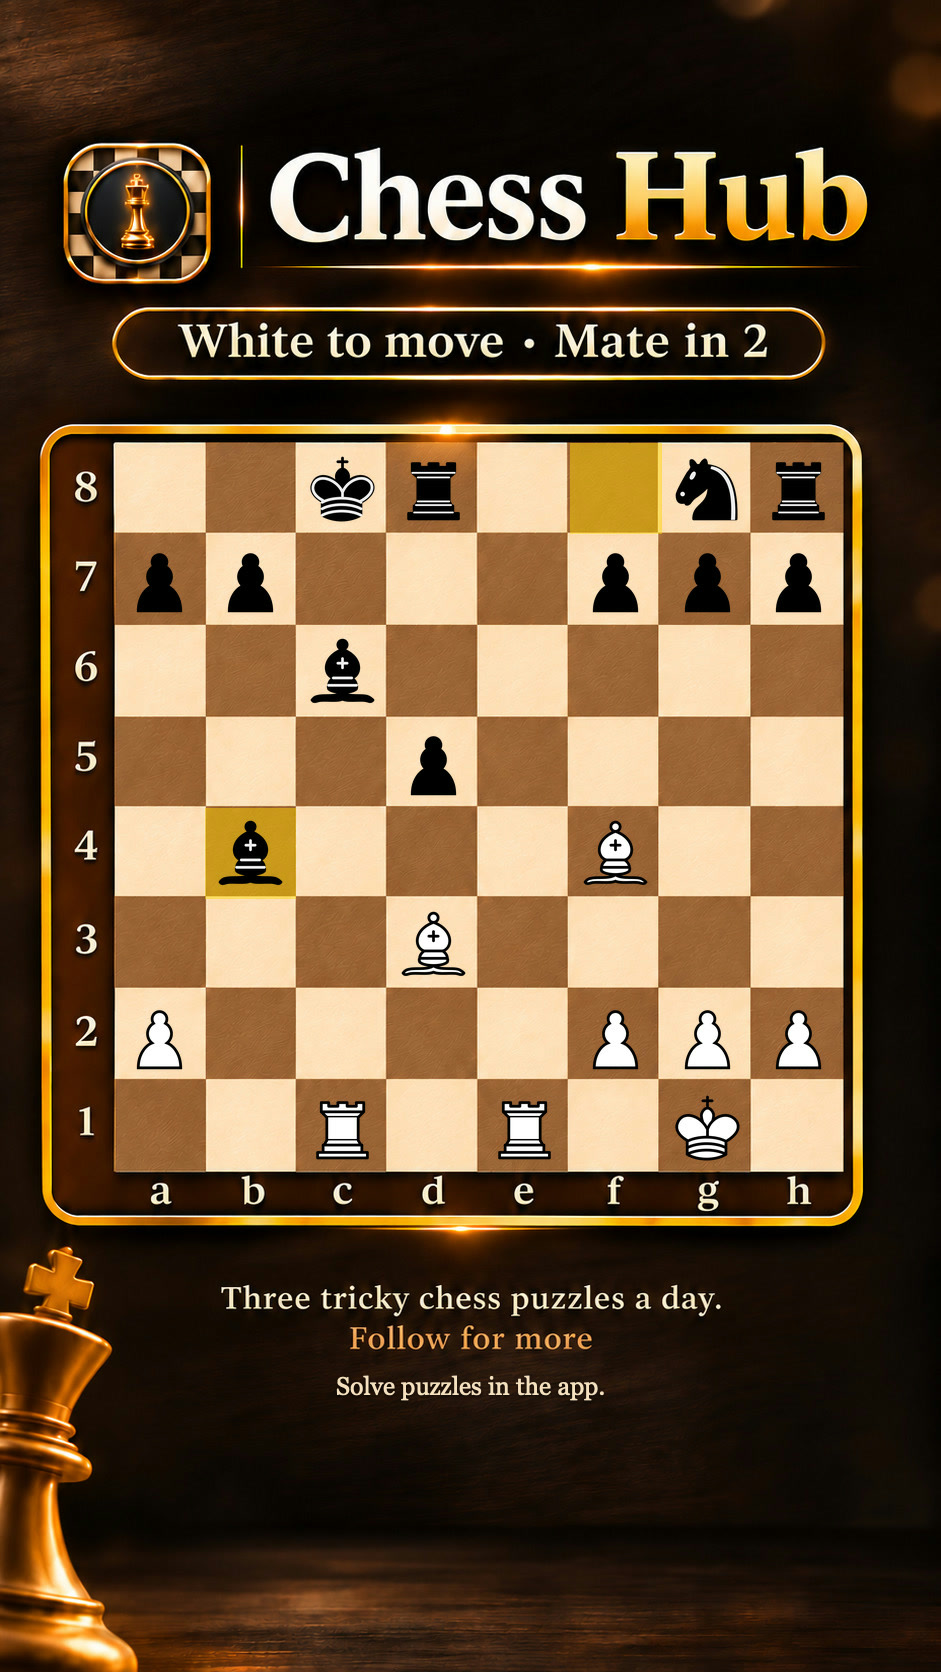 Chess Hub
White to move • Mate in 2
8
7
6
5
4
3
2
1
a b c d e f g h
Three tricky chess puzzles a day.
Follow for more
Solve puzzles in the app.